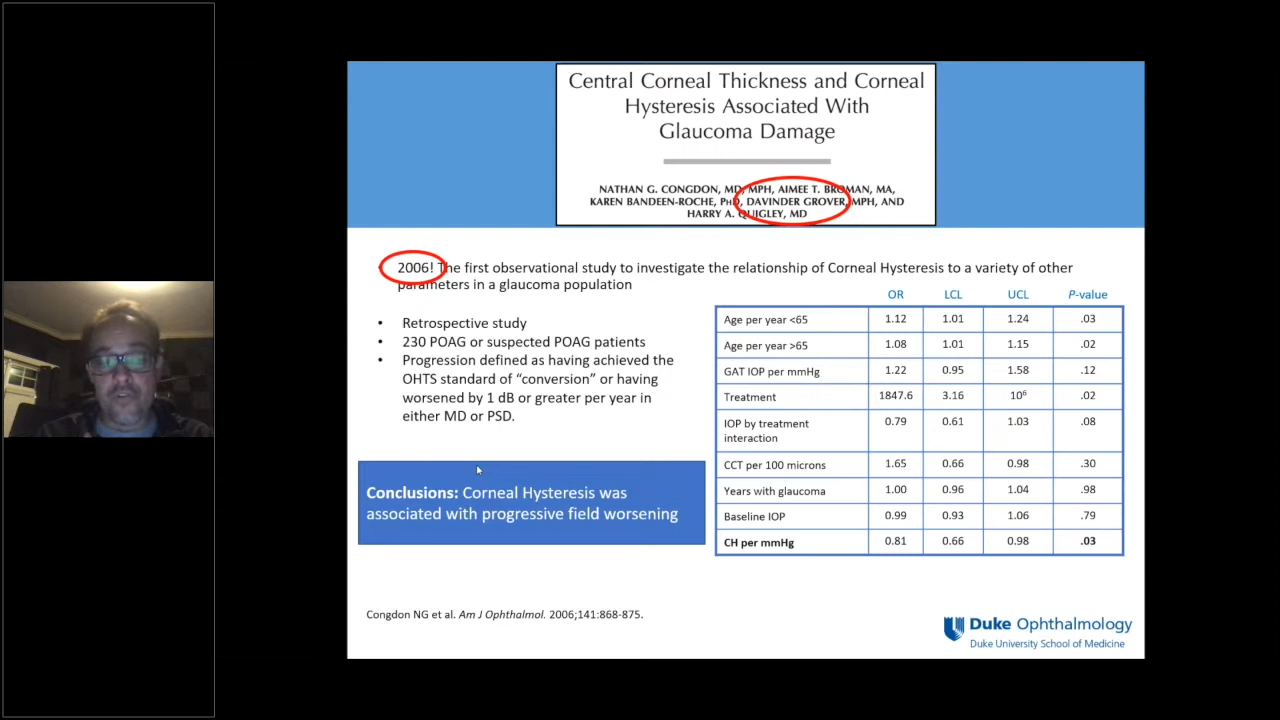 Central Corneal Thickness and Corneal
Hysteresis Associated With
Glaucoma Damage
NATHAN G. CONGDON, MD, MPH, AIMEE T. BROMAN, MA,
KAREN BANDEEN-ROCHE, PHD, DAVINDER GROVER, MPH, AND
HARRY A. QUIGLEY, MD
• 2006! The first observational study to investigate the relationship of Corneal Hysteresis to a variety of other
parameters in a glaucoma population
• Retrospective study
• 230 POAG or suspected POAG patients
• Progression defined as having achieved the
OHTS standard of “conversion” or having
worsened by 1 dB or greater per year in
either MD or PSD.
Conclusions: Corneal Hysteresis was
associated with progressive field worsening
OR LCL UCL P-value
Age per year <65 1.12 1.01 1.24 .03
Age per year >65 1.08 1.01 1.15 .02
GAT IOP per mmHg 1.22 0.95 1.58 .12
Treatment 1847.6 3.16 10⁶ .02
IOP by treatment 0.79 0.61 1.03 .08
interaction
CCT per 100 microns 1.65 0.66 0.98 .30
Years with glaucoma 1.00 0.96 1.04 .98
Baseline IOP 0.99 0.93 1.06 .79
CH per mmHg 0.81 0.66 0.98 .03
Congdon NG et al. Am J Ophthalmol. 2006;141:868-875.
Duke Ophthalmology
Duke University School of Medicine